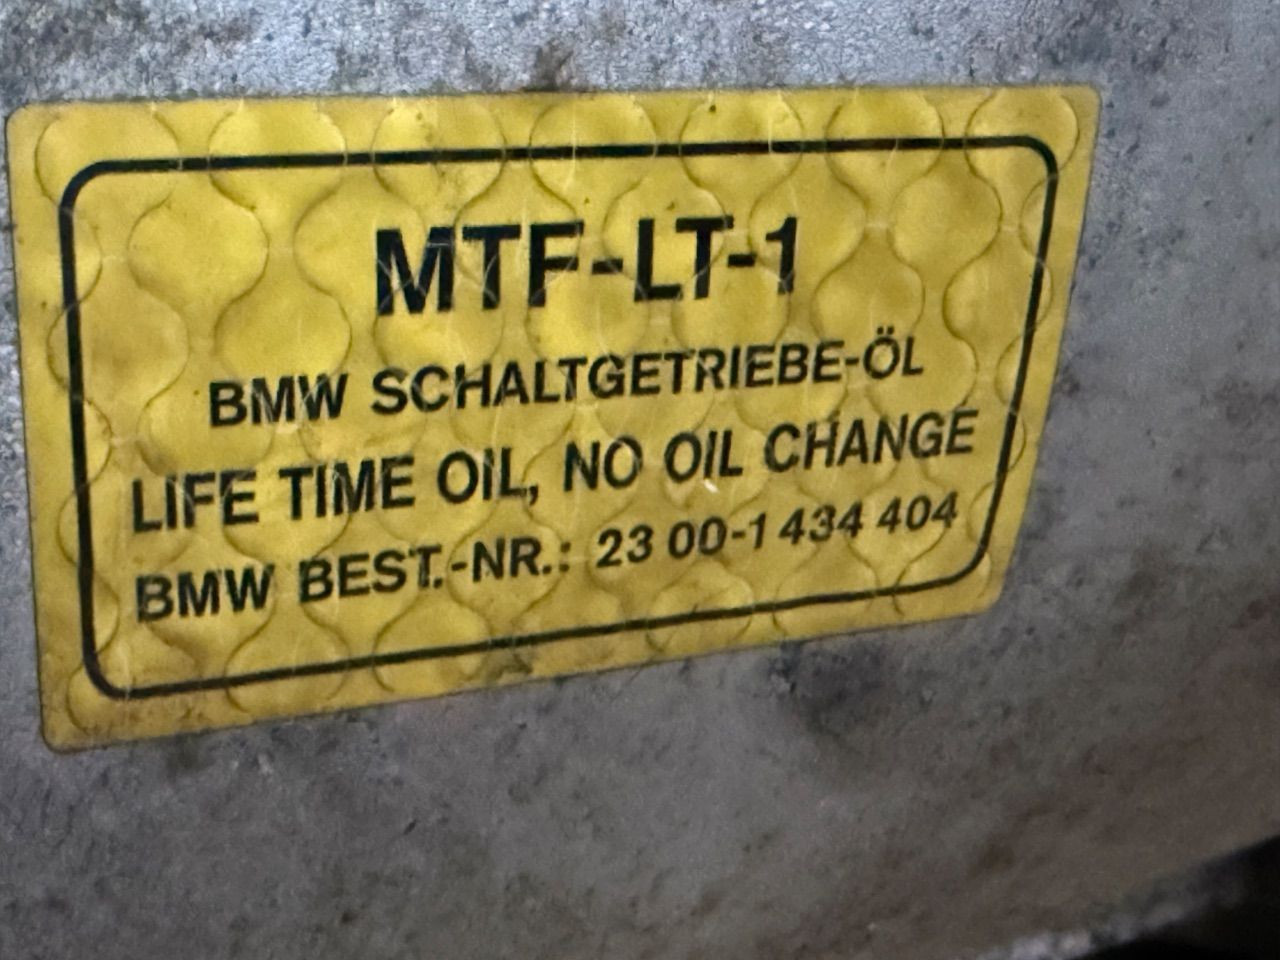 MTF-LT-1
BMW SCHALTGETRIEBE-ÖL
LIFE TIME OIL, NO OIL CHANGE
BMW BEST.-NR.: 23 00-1 434 404